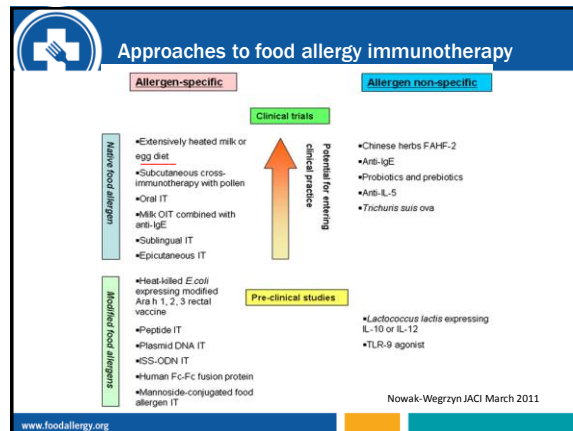 Approaches to food allergy immunotherapy
Allergen-specific
Allergen non-specific
Clinical trials
Native food allergen
▪Extensively heated milk or
egg diet
▪Subcutaneous cross-
immunotherapy with pollen
▪Oral IT
▪Milk OIT combined with
anti-IgE
▪Sublingual IT
▪Epicutaneous IT
Potential for entering
clinical practice
▪Chinese herbs FAHF-2
▪Anti-IgE
▪Probiotics and prebiotics
▪Anti-IL-5
▪Trichuris suis ova
Pre-clinical studies
Modified food allergens
▪Heat-killed E.coli
expressing modified
Ara h 1, 2, 3 rectal
vaccine
▪Peptide IT
▪Plasmid DNA IT
▪ISS-ODN IT
▪Human Fc-Fc fusion protein
▪Mannoside-conjugated food
allergen IT
▪Lactococcus lactis expressing
IL-10 or IL-12
▪TLR-9 agonist
Nowak-Wegrzyn JACI March 2011
www.foodallergy.org